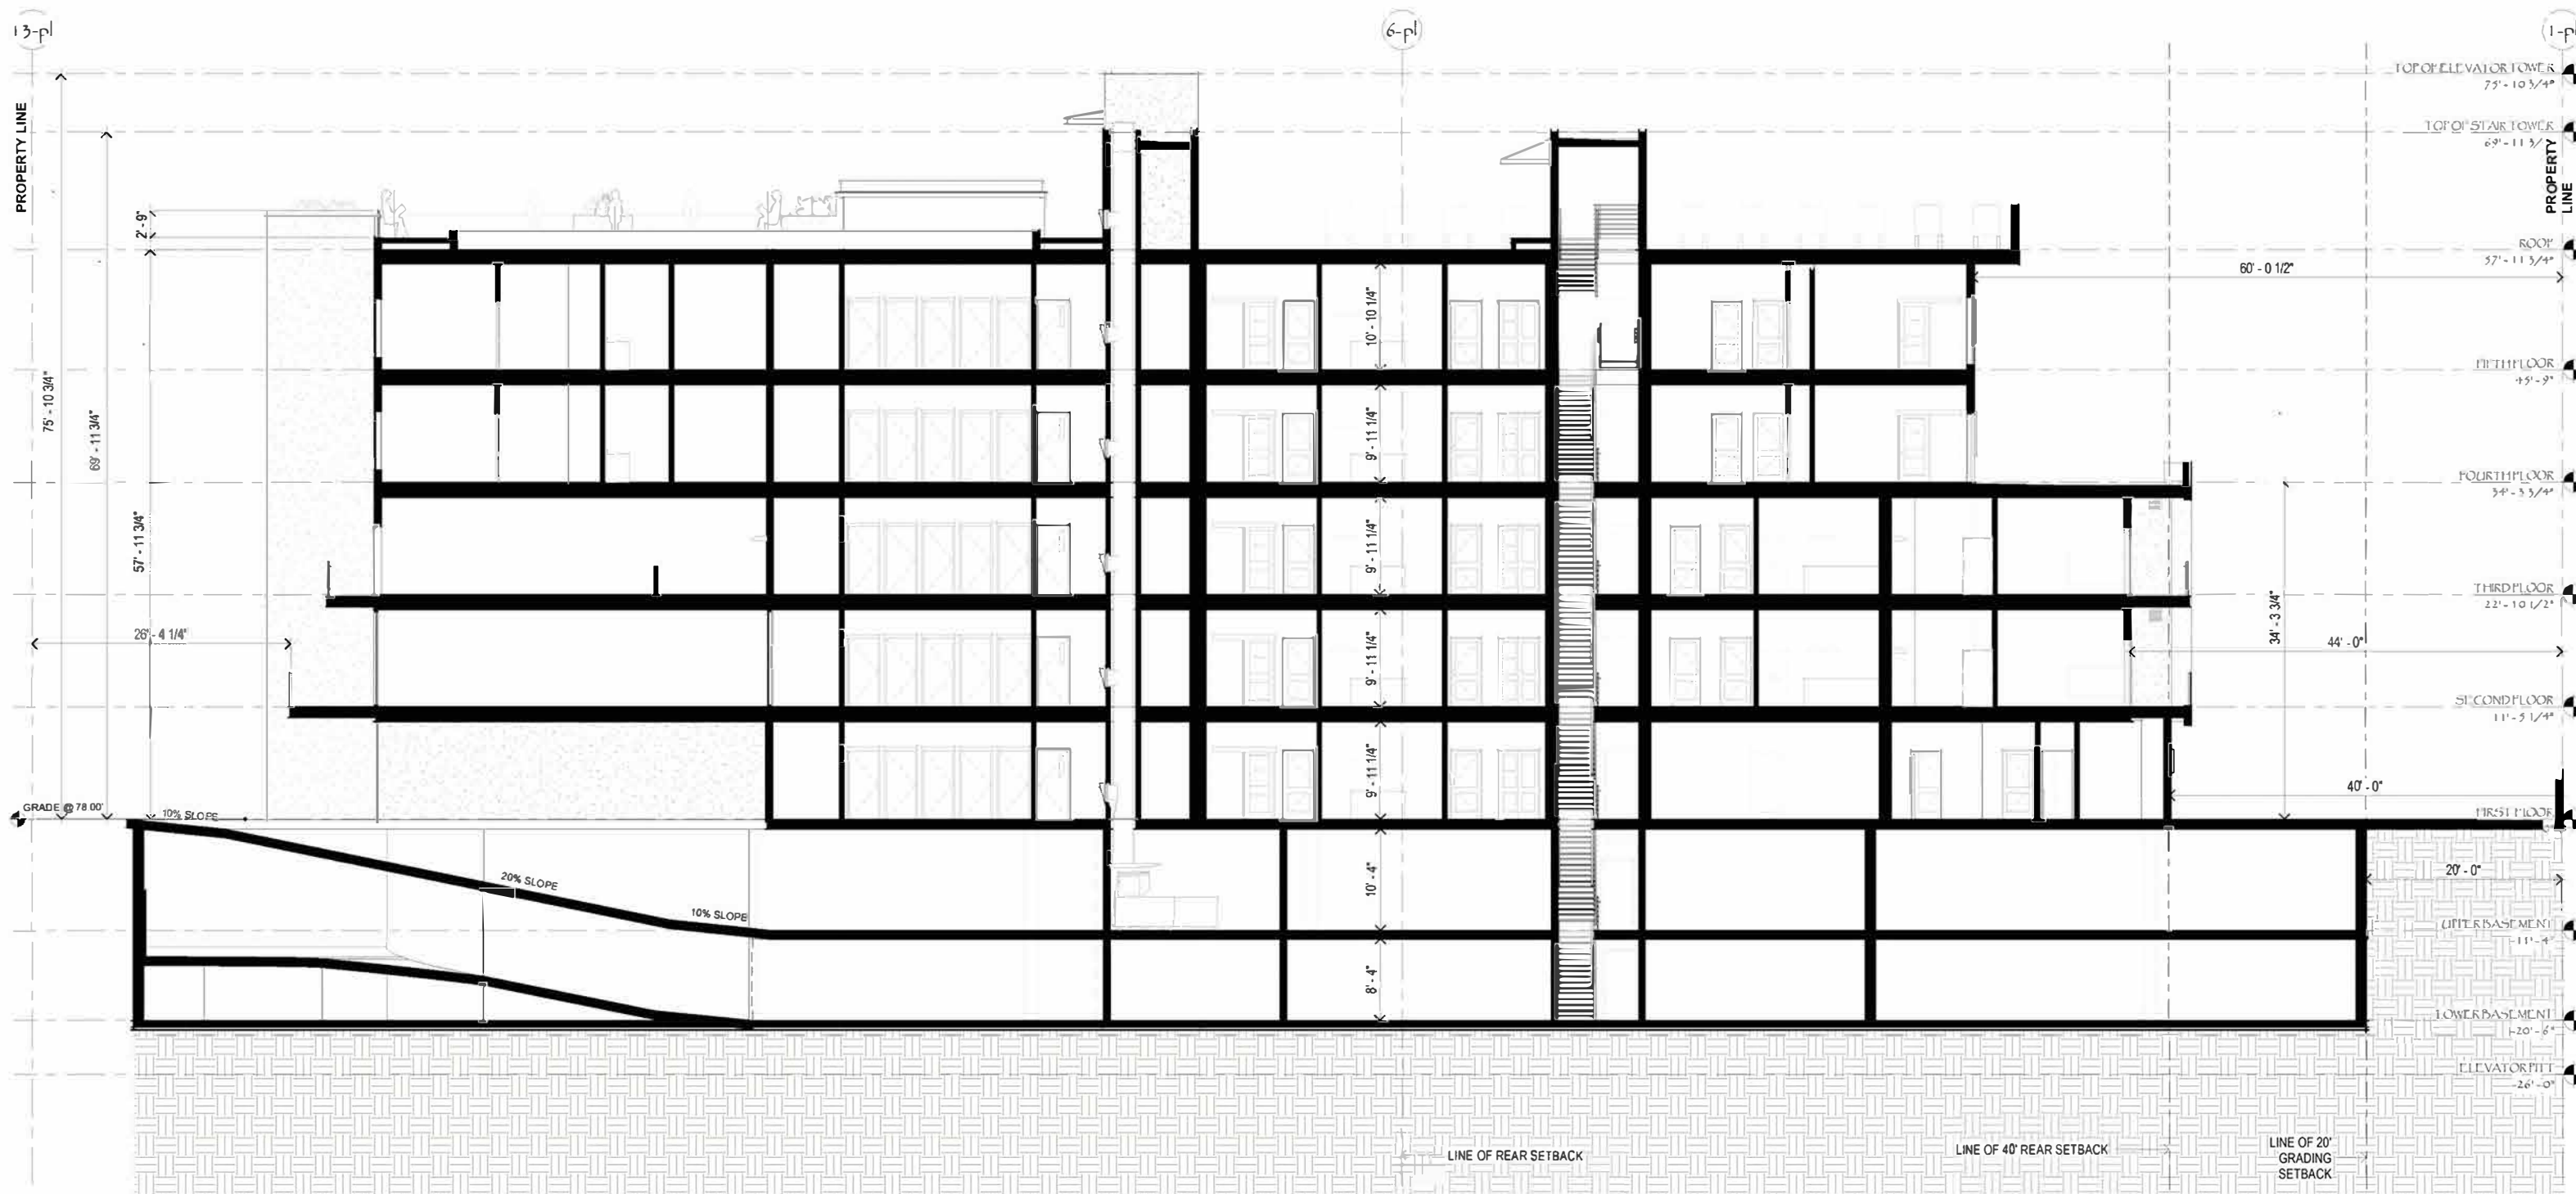 13-pl
6-pl
1-p
PROPERTY LINE
TOP OF ELEVATOR TOWER
75' - 10 3/4"
TOP OF STAIR TOWER
69' - 11 3/
PROPERTY
LINE
2' - 9"
ROOF
57' - 11 3/4"
60' - 0 1/2"
10' - 10 1/4"
FIFTH FLOOR
45' - 9"
75' - 10 3/4"
69' - 11 3/4"
9' - 11 1/4"
FOURTH FLOOR
34' - 3 3/4"
57' - 11 3/4"
9' - 11 1/4"
THIRD FLOOR
22' - 10 1/2"
34' - 3 3/4"
26' - 4 1/4"
44' - 0"
9' - 11 1/4"
SECOND FLOOR
11' - 5 1/4"
9' - 11 1/4"
40' - 0"
GRADE @ 78.00'
10% SLOPE
FIRST FLOOR
20% SLOPE
10' - 4"
20' - 0"
10% SLOPE
UPPER BASEMENT
-11' - 4"
8' - 4"
LOWER BASEMENT
-20' - 6"
ELEVATOR PIT
-26' - 0"
LINE OF REAR SETBACK
LINE OF 40' REAR SETBACK
LINE OF 20'
GRADING
SETBACK